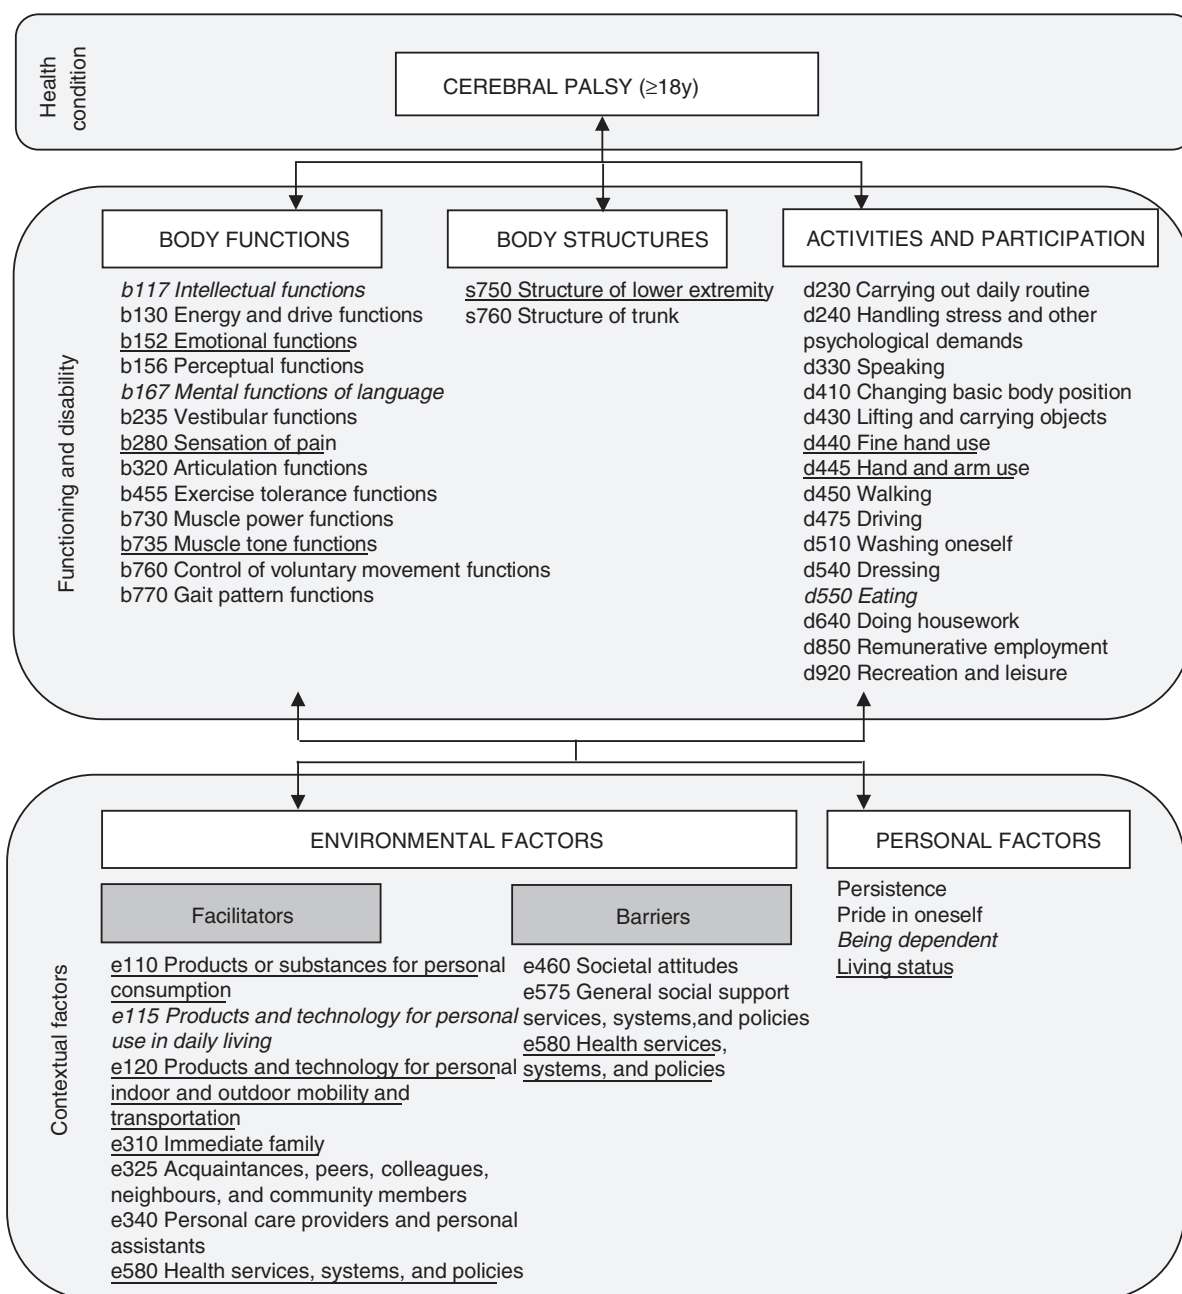 Health
condition
CEREBRAL PALSY (≥18y)
Functioning and disability
BODY FUNCTIONS
b117 Intellectual functions
b130 Energy and drive functions
b152 Emotional functions
b156 Perceptual functions
b167 Mental functions of language
b235 Vestibular functions
b280 Sensation of pain
b320 Articulation functions
b455 Exercise tolerance functions
b730 Muscle power functions
b735 Muscle tone functions
b760 Control of voluntary movement functions
b770 Gait pattern functions
BODY STRUCTURES
s750 Structure of lower extremity
s760 Structure of trunk
ACTIVITIES AND PARTICIPATION
d230 Carrying out daily routine
d240 Handling stress and other
psychological demands
d330 Speaking
d410 Changing basic body position
d430 Lifting and carrying objects
d440 Fine hand use
d445 Hand and arm use
d450 Walking
d475 Driving
d510 Washing oneself
d540 Dressing
d550 Eating
d640 Doing housework
d850 Remunerative employment
d920 Recreation and leisure
Contextual factors
ENVIRONMENTAL FACTORS
Facilitators
e110 Products or substances for personal
consumption
e115 Products and technology for personal
use in daily living
e120 Products and technology for personal
indoor and outdoor mobility and
transportation
e310 Immediate family
e325 Acquaintances, peers, colleagues,
neighbours, and community members
e340 Personal care providers and personal
assistants
e580 Health services, systems, and policies
Barriers
e460 Societal attitudes
e575 General social support
services, systems,and policies
e580 Health services,
systems, and policies
PERSONAL FACTORS
Persistence
Pride in oneself
Being dependent
Living status